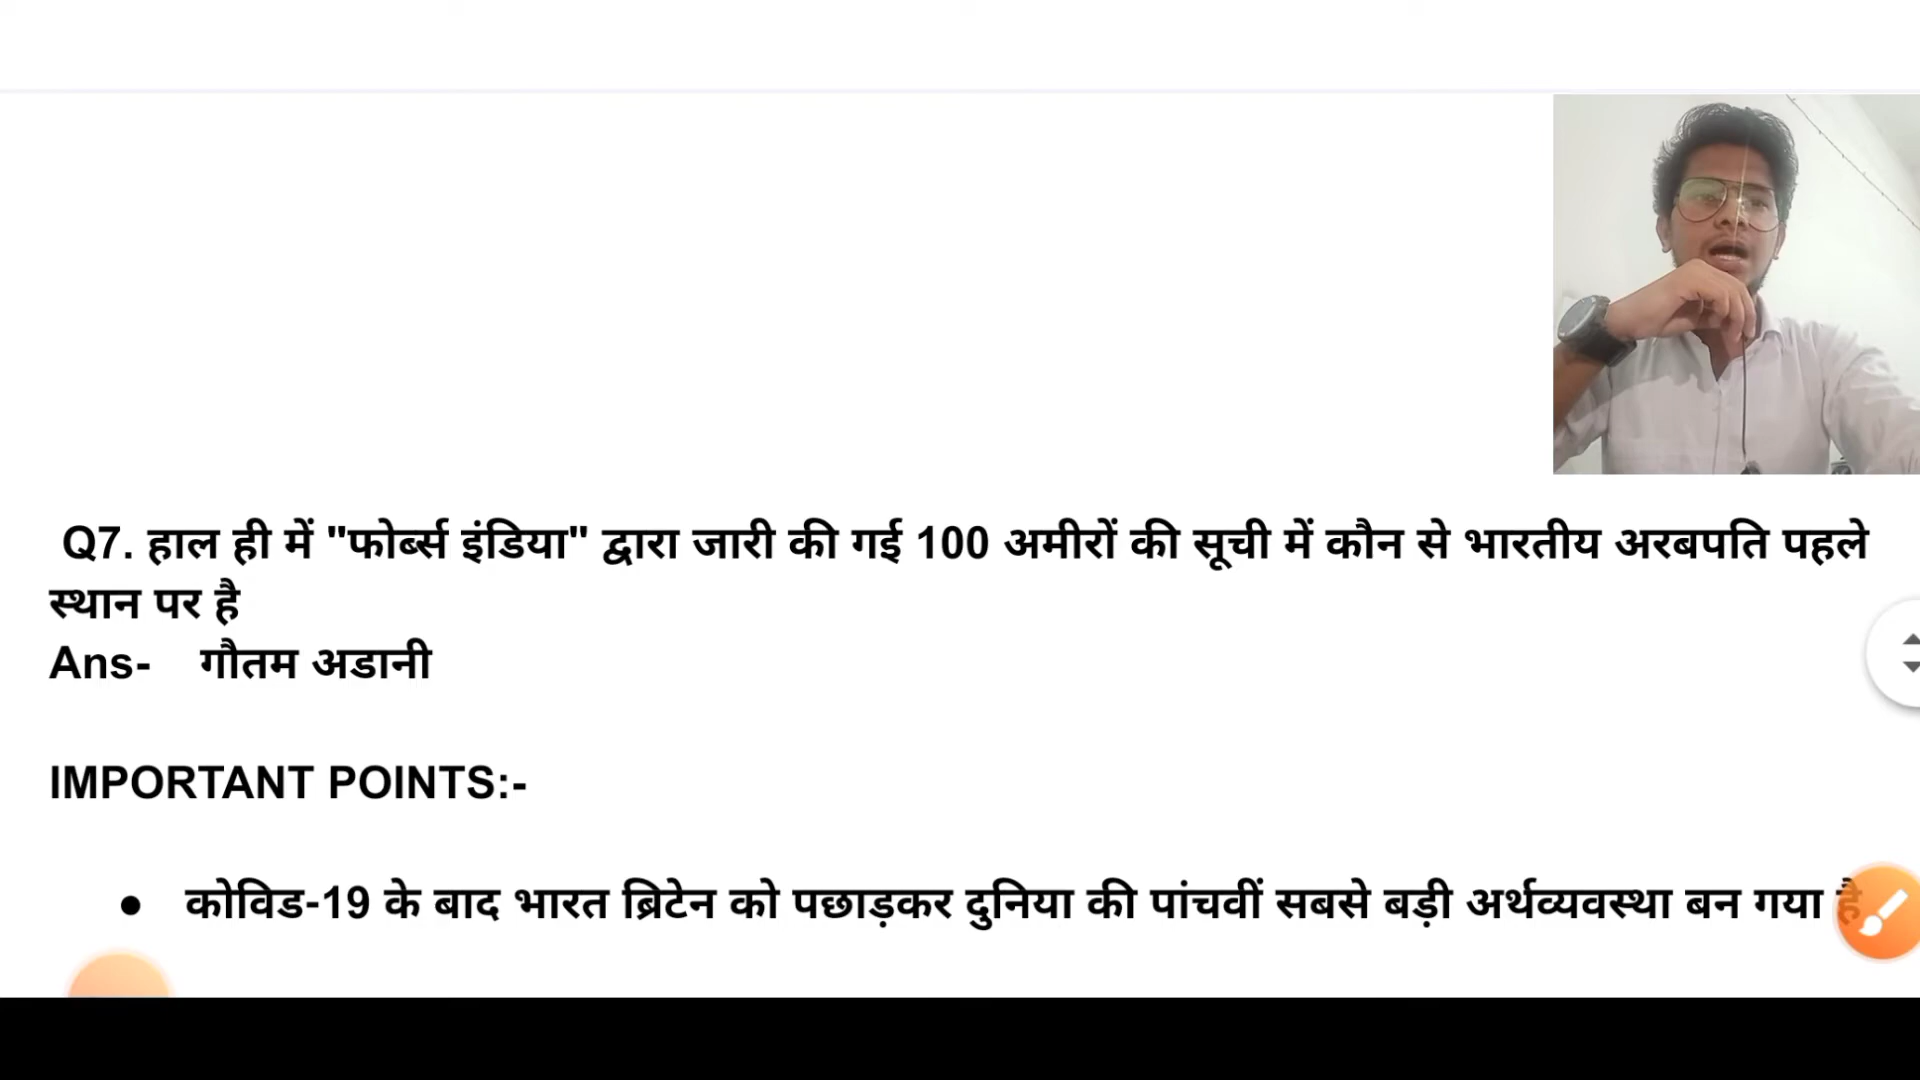 Q7. हाल ही में "फोर्ब्स इंडिया" द्वारा जारी की गई 100 अमीरों की सूची में कौन से भारतीय अरबपति पहले
स्थान पर है
Ans- गौतम अडानी
IMPORTANT POINTS:-
● कोविड-19 के बाद भारत ब्रिटेन को पछाड़कर दुनिया की पांचवीं सबसे बड़ी अर्थव्यवस्था बन गया है